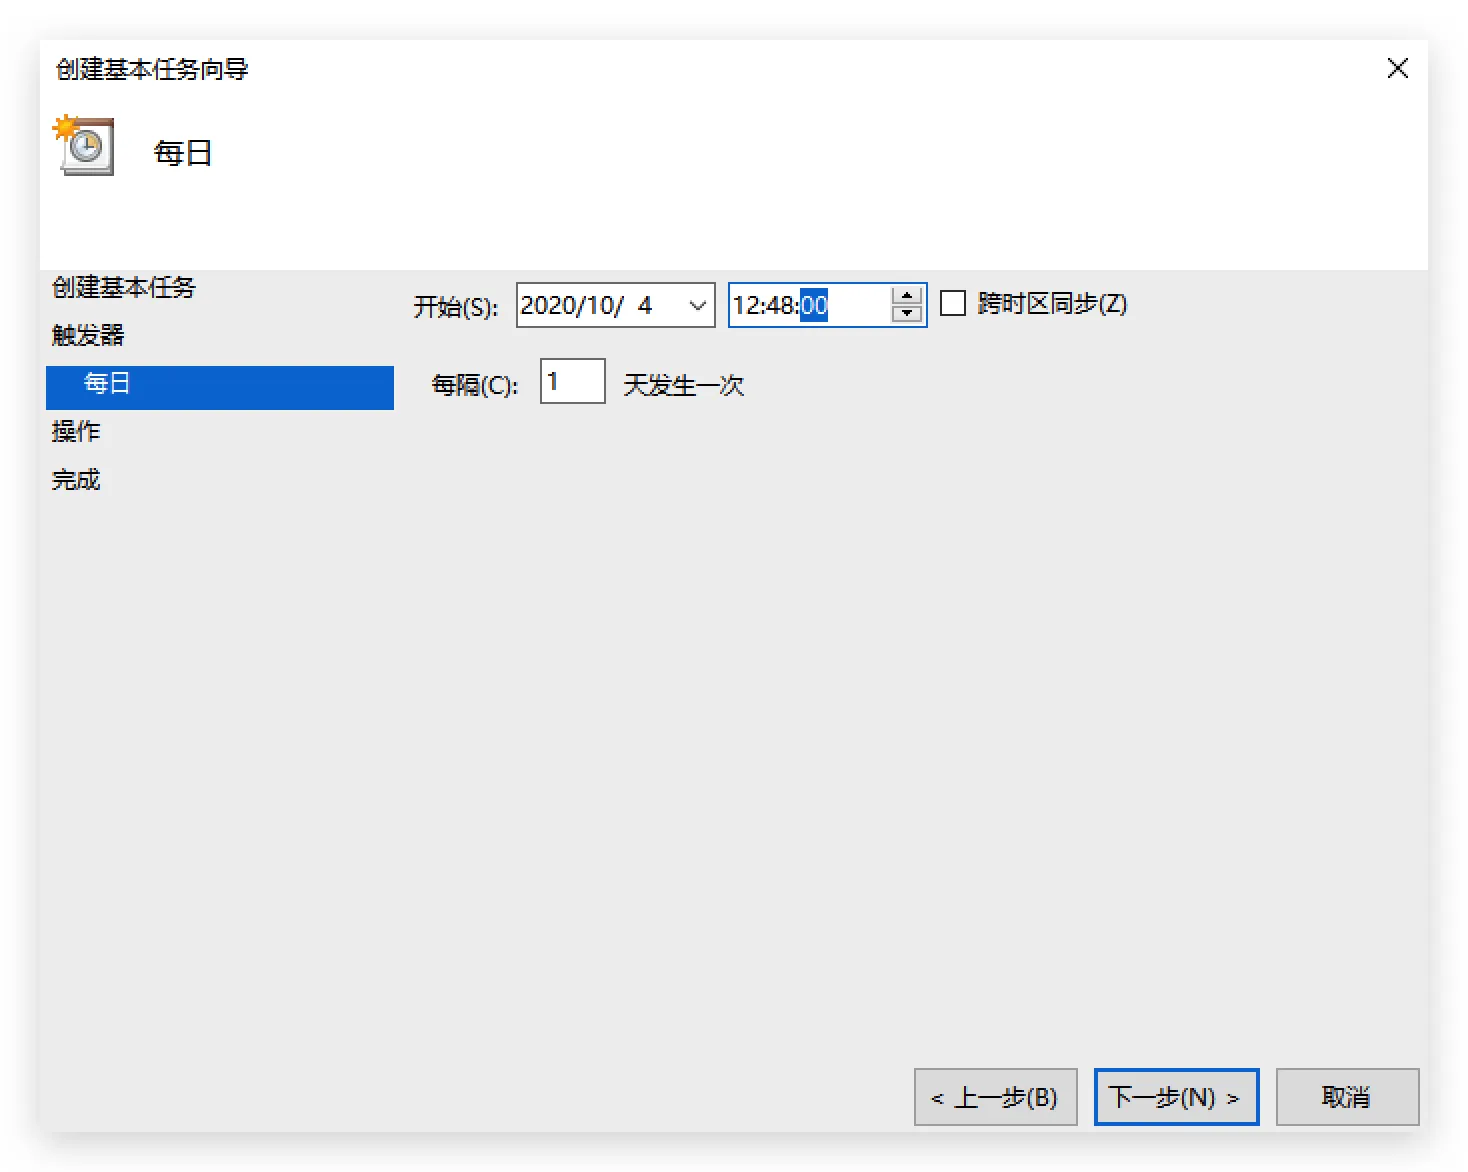 创建基本任务向导
每日
创建基本任务
触发器
每日
操作
完成
开始(S): 2020/10/ 4 12:48:00 跨时区同步(Z)
每隔(C): 1 天发生一次
< 上一步(B) 下一步(N) > 取消